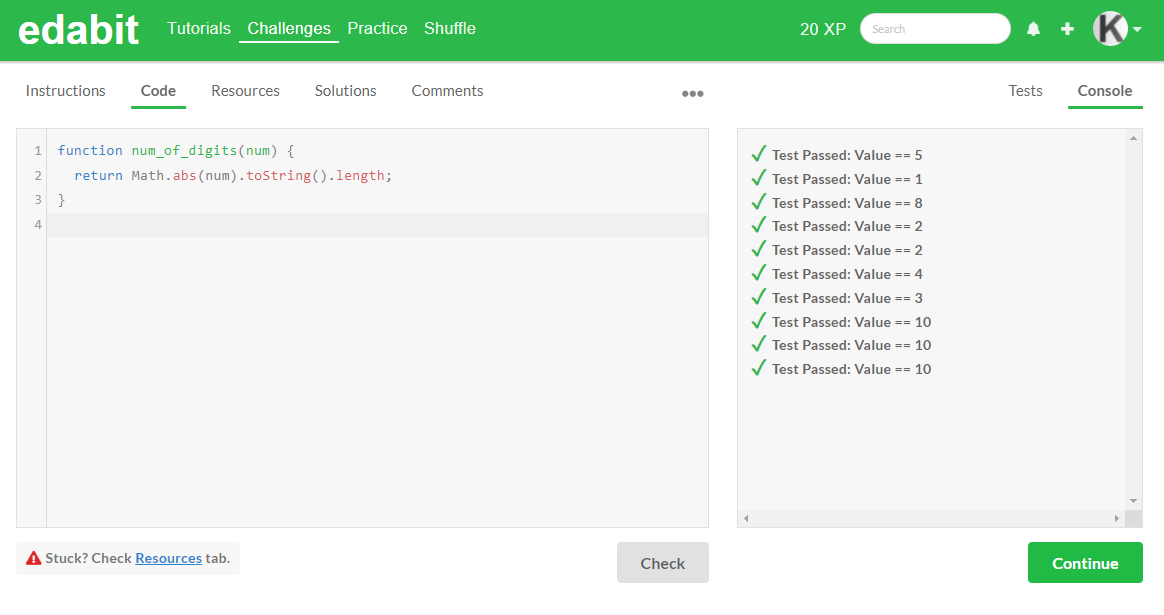 edabit Tutorials Challenges Practice Shuffle 20 XP Search K
Instructions Code Resources Solutions Comments ••• Tests Console
1 function num_of_digits(num) {
2 return Math.abs(num).toString().length;
3 }
4
Test Passed: Value == 5
Test Passed: Value == 1
Test Passed: Value == 8
Test Passed: Value == 2
Test Passed: Value == 2
Test Passed: Value == 4
Test Passed: Value == 3
Test Passed: Value == 10
Test Passed: Value == 10
Test Passed: Value == 10
Stuck? Check Resources tab.
Check
Continue